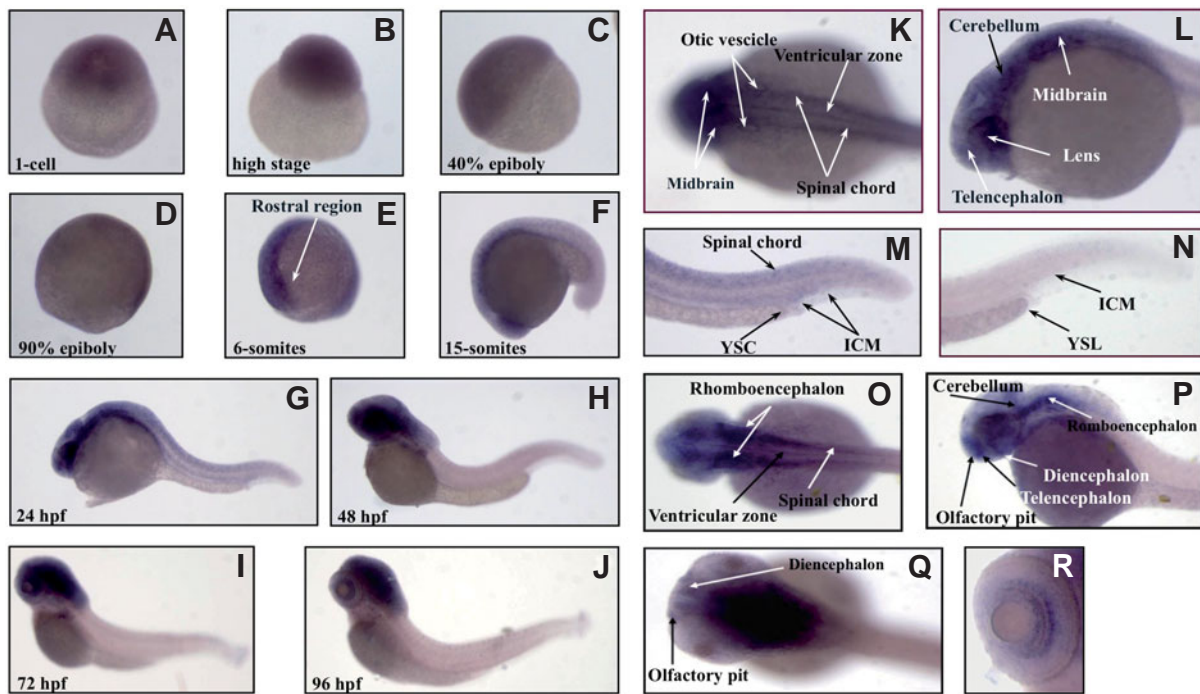 A
1-cell
B
high stage
C
40% epiboly
D
90% epiboly
E
Rostral region
6-somites
F
15-somites
G
24 hpf
H
48 hpf
I
72 hpf
J
96 hpf
K
Otic vescicle
Ventricular zone
Midbrain
Spinal chord
L
Cerebellum
Midbrain
Lens
Telencephalon
M
Spinal chord
YSC
ICM
N
ICM
YSL
O
Rhomboencephalon
Ventricular zone
Spinal chord
P
Cerebellum
Romboencephalon
Diencephalon
Telencephalon
Olfactory pit
Q
Diencephalon
Olfactory pit
R